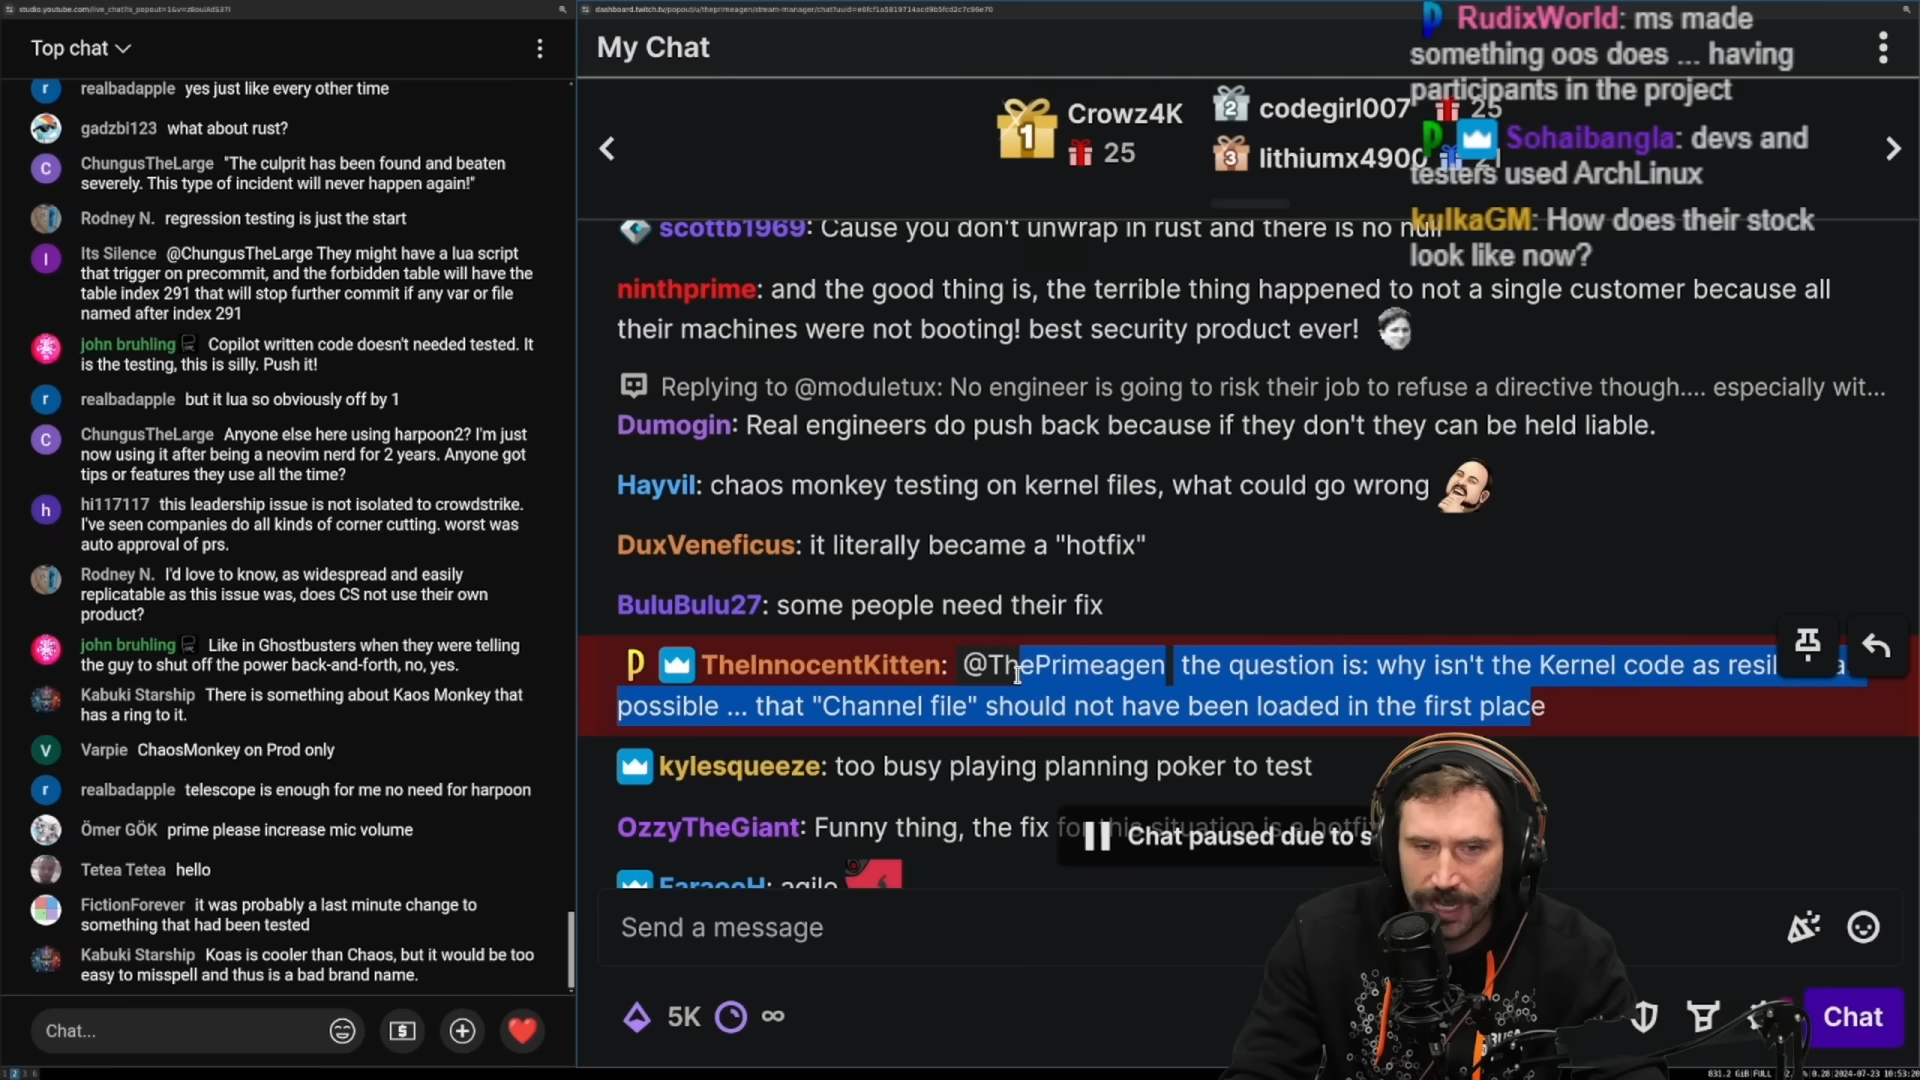 studio.youtube.com/live_chat?is_popout=1&v=z6ouiAdS37I
Top chat
realbadapple yes just like every other time
gadzbi123 what about rust?
ChungusTheLarge "The culprit has been found and beaten
severely. This type of incident will never happen again!"
Rodney N. regression testing is just the start
Its Silence @ChungusTheLarge They might have a lua script
that trigger on precommit, and the forbidden table will have the
table index 291 that will stop further commit if any var or file
named after index 291
john bruhling Copilot written code doesn't needed tested. It
is the testing, this is silly. Push it!
realbadapple but it lua so obviously off by 1
ChungusTheLarge Anyone else here using harpoon2? I'm just
now using it after being a neovim nerd for 2 years. Anyone got
tips or features they use all the time?
hi117117 this leadership issue is not isolated to crowdstrike.
I've seen companies do all kinds of corner cutting. worst was
auto approval of prs.
Rodney N. I'd love to know, as widespread and easily
replicatable as this issue was, does CS not use their own
product?
john bruhling Like in Ghostbusters when they were telling
the guy to shut off the power back-and-forth, no, yes.
Kabuki Starship There is something about Kaos Monkey that
has a ring to it.
Varpie ChaosMonkey on Prod only
realbadapple telescope is enough for me no need for harpoon
Ömer GÖK prime please increase mic volume
Tetea Tetea hello
FictionForever it was probably a last minute change to
something that had been tested
Kabuki Starship Koas is cooler than Chaos, but it would be too
easy to misspell and thus is a bad brand name.
Chat...
My Chat
1 Crowz4K
25
2 codegirl007 25
3 lithiumx4900
scottb1969: Cause you don't unwrap in rust and there is no null
ninthprime: and the good thing is, the terrible thing happened to not a single customer because all
their machines were not booting! best security product ever!
Replying to @moduletux: No engineer is going to risk their job to refuse a directive though.... especially wit...
Dumogin: Real engineers do push back because if they don't they can be held liable.
Hayvil: chaos monkey testing on kernel files, what could go wrong
DuxVeneficus: it literally became a "hotfix"
BuluBulu27: some people need their fix
TheInnocentKitten: @ThePrimeagen the question is: why isn't the Kernel code as resil
possible ... that "Channel file" should not have been loaded in the first place
kylesqueeze: too busy playing planning poker to test
OzzyTheGiant: Funny thing, the fix for this situation is a hotfix
Chat paused due to s
FaraooH: agile
Send a message
5K
∞
Chat
RudixWorld: ms made
something oos does ... having
participants in the project
Sohaibangla: devs and
testers used ArchLinux
kulkaGM: How does their stock
look like now?
831.2 GiB|FULL
0.28|2024-07-23 10:53:20